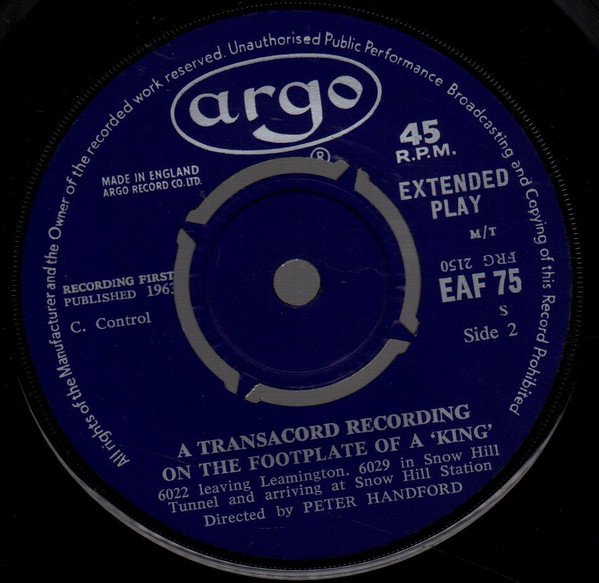 All rights of the Manufacturer and the Owner of the recorded work reserved. Unauthorised Public Performance Broadcasting and Copying of this Record Prohibited
argo
®
MADE IN ENGLAND
ARGO RECORD CO. LTD.
45
R.P.M.
EXTENDED
PLAY
M/T
FRG 2150
EAF 75
S
Side 2
RECORDING FIRST
PUBLISHED 1963
C. Control
A TRANSACORD RECORDING
ON THE FOOTPLATE OF A 'KING'
6022 leaving Leamington. 6029 in Snow Hill
Tunnel and arriving at Snow Hill Station
Directed by PETER HANDFORD